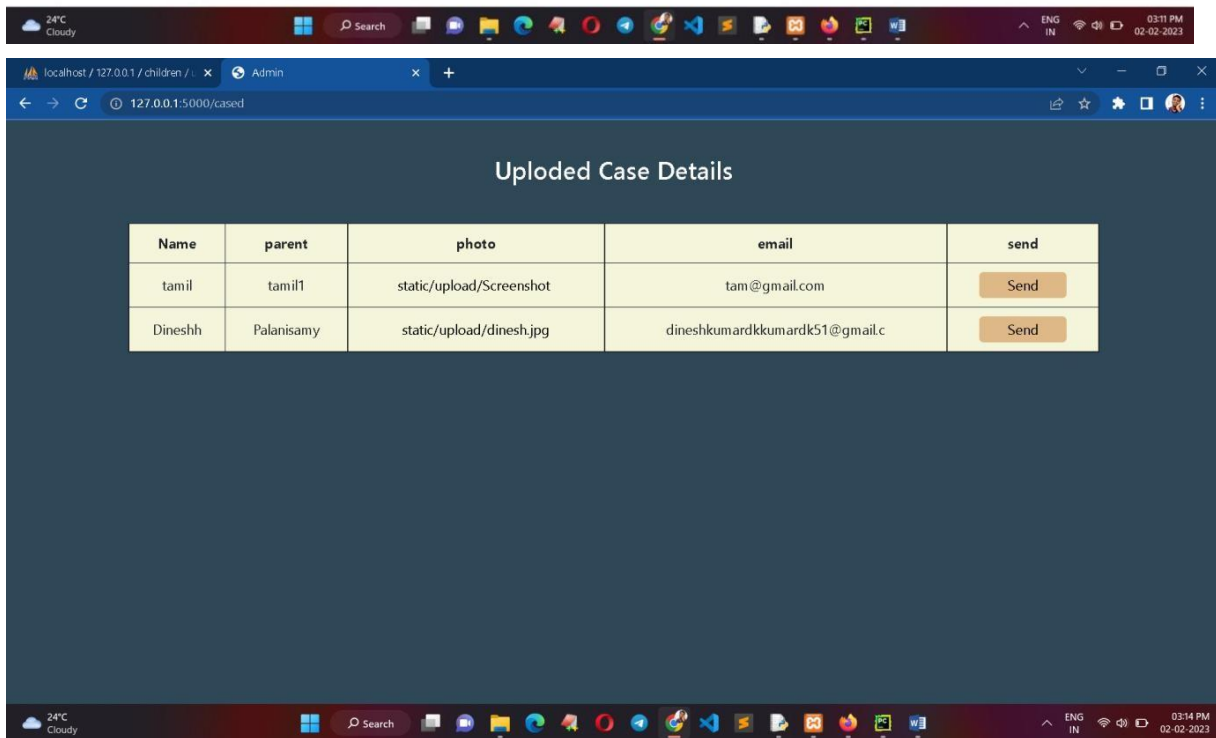 24°C
Cloudy
Search
ENG
IN
03:11 PM
02-02-2023
localhost / 127.0.0.1 / children / u
Admin
127.0.0.1:5000/cased
Uploded Case Details
Name parent photo email send
tamil tamil1 static/upload/Screenshot tam@gmail.com Send
Dineshh Palanisamy static/upload/dinesh.jpg dineshkumardkkumardk51@gmail.c Send
24°C
Cloudy
Search
ENG
IN
03:14 PM
02-02-2023